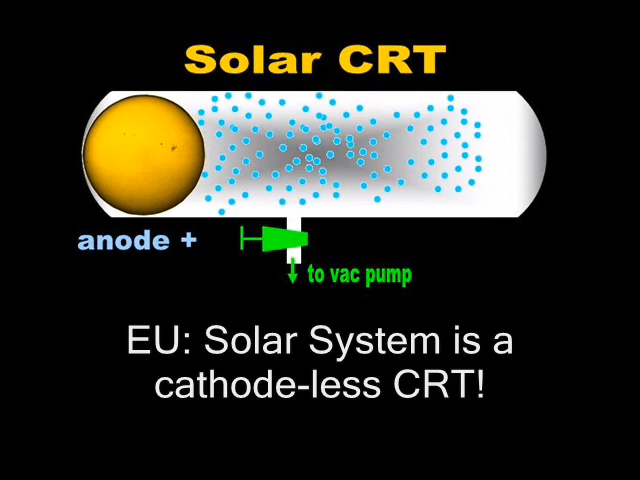 Solar CRT
anode +
to vac pump
EU: Solar System is a
cathode-less CRT!